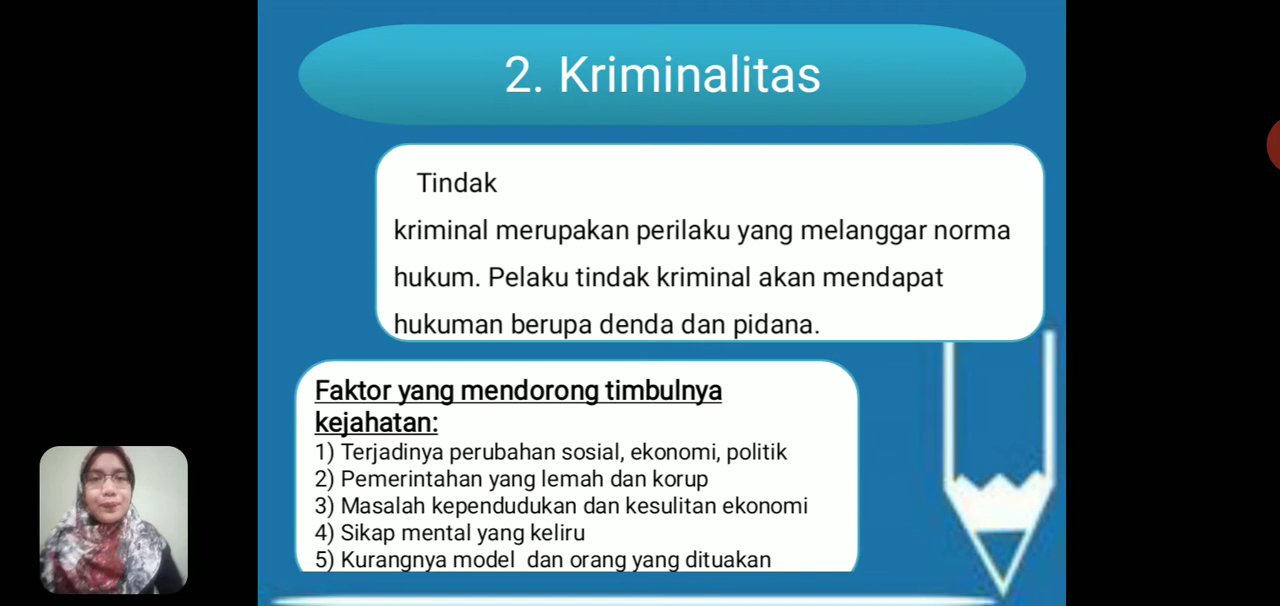 2. Kriminalitas
Tindak
kriminal merupakan perilaku yang melanggar norma
hukum. Pelaku tindak kriminal akan mendapat
hukuman berupa denda dan pidana.
Faktor yang mendorong timbulnya
kejahatan:
1) Terjadinya perubahan sosial, ekonomi, politik
2) Pemerintahan yang lemah dan korup
3) Masalah kependudukan dan kesulitan ekonomi
4) Sikap mental yang keliru
5) Kurangnya model  dan orang yang dituakan